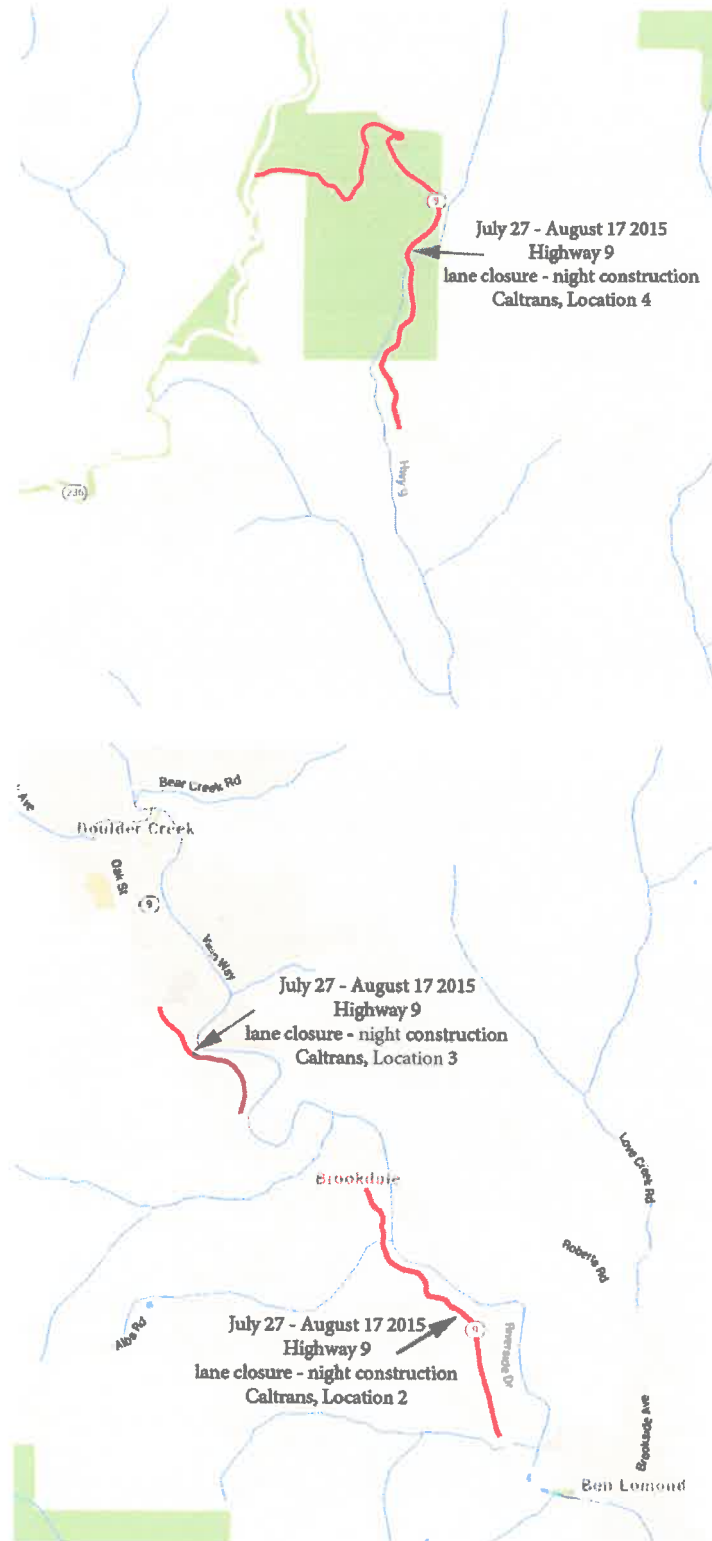 9
July 27 - August 17 2015
Highway 9
lane closure - night construction
Caltrans, Location 4
Hwy 9
236
Bear Creek Rd
Ave
Boulder Creek
Oak St
9
Way
July 27 - August 17 2015
Highway 9
lane closure - night construction
Caltrans, Location 3
Brookdale
Love Creek Rd
Roberts Rd
Alba Rd
July 27 - August 17 2015
Highway 9
lane closure - night construction
Caltrans, Location 2
9
Riverside Dr
Brookside Ave
Ben Lomond